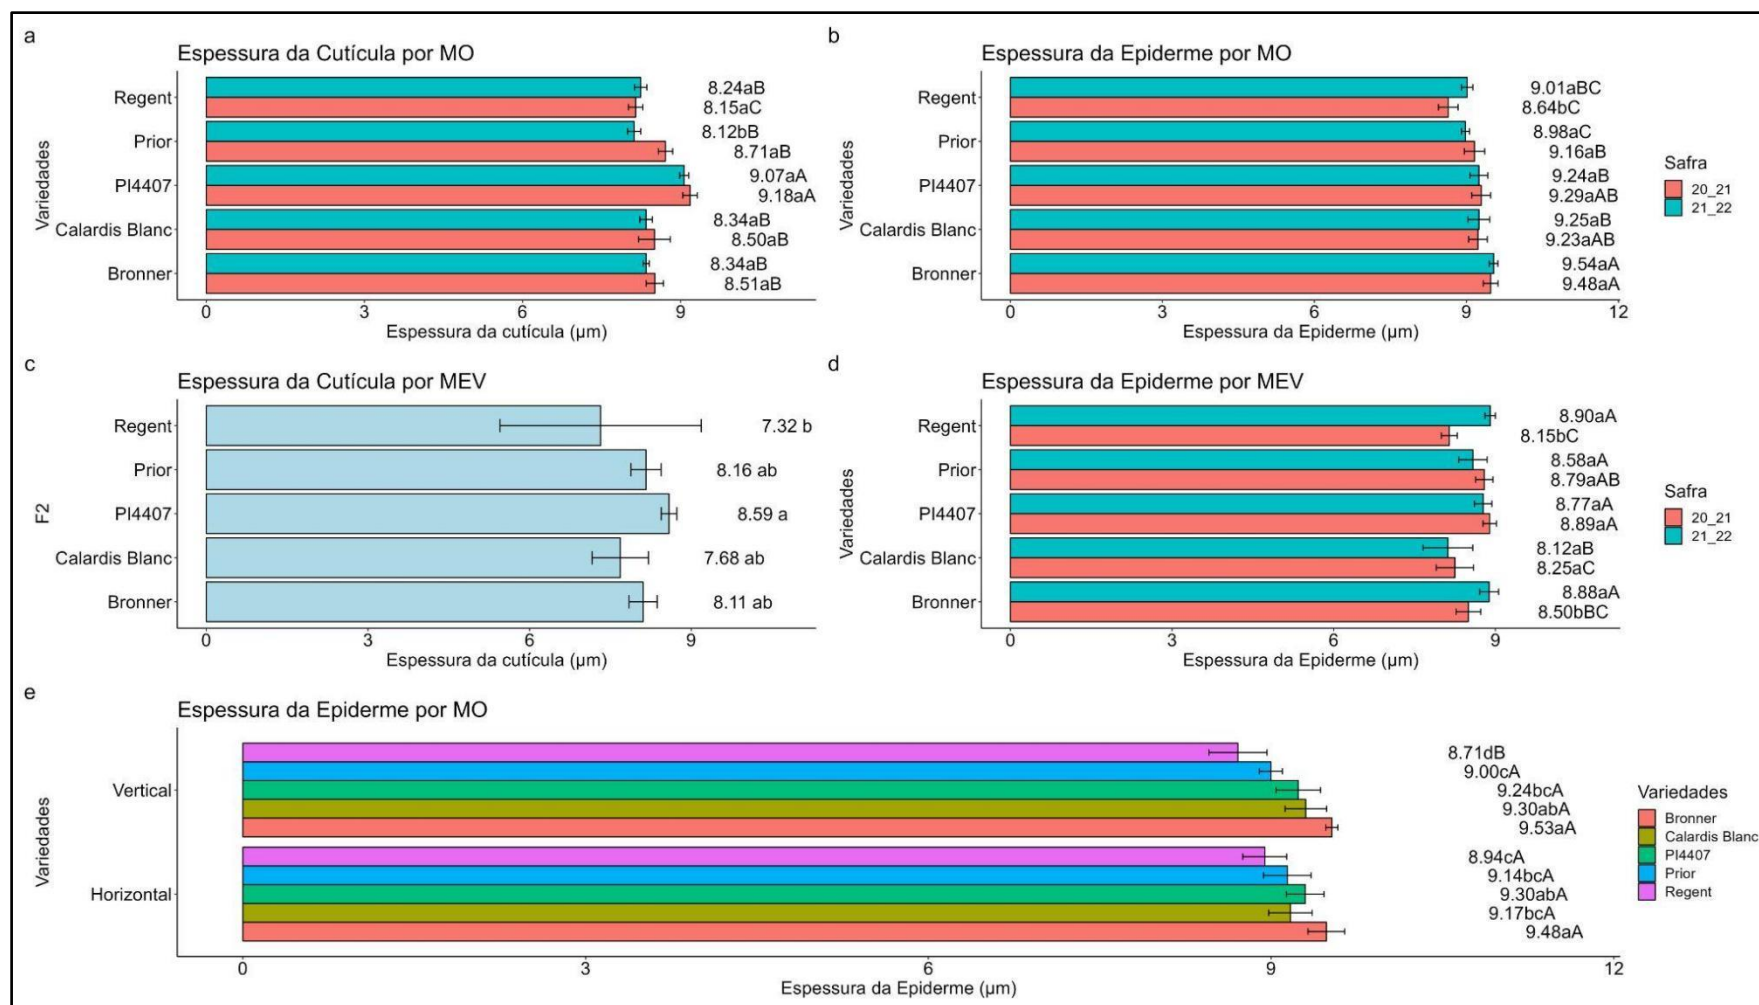 a
Espessura da Cutícula por MO
Variedades
Regent
8.24aB
8.15aC
Prior
8.12bB
8.71aB
PI4407
9.07aA
9.18aA
Calardis Blanc
8.34aB
8.50aB
Bronner
8.34aB
8.51aB
0 3 6 9
Espessura da cutícula (µm)
b
Espessura da Epiderme por MO
Variedades
Regent
9.01aBC
8.64bC
Prior
8.98aC
9.16aB
PI4407
9.24aB
9.29aAB
Calardis Blanc
9.25aB
9.23aAB
Bronner
9.54aA
9.48aA
0 3 6 9 12
Espessura da Epiderme (µm)
Safra
20_21
21_22
c
Espessura da Cutícula por MEV
F2
Regent
7.32 b
Prior
8.16 ab
PI4407
8.59 a
Calardis Blanc
7.68 ab
Bronner
8.11 ab
0 3 6 9
Espessura da cutícula (µm)
d
Espessura da Epiderme por MEV
Variedades
Regent
8.90aA
8.15bC
Prior
8.58aA
8.79aAB
PI4407
8.77aA
8.89aA
Calardis Blanc
8.12aB
8.25aC
Bronner
8.88aA
8.50bBC
0 3 6 9
Espessura da Epiderme (µm)
Safra
20_21
21_22
e
Espessura da Epiderme por MO
Variedades
Vertical
8.71dB
9.00cA
9.24bcA
9.30abA
9.53aA
Horizontal
8.94cA
9.14bcA
9.30abA
9.17bcA
9.48aA
0 3 6 9 12
Espessura da Epiderme (µm)
Variedades
Bronner
Calardis Blanc
PI4407
Prior
Regent